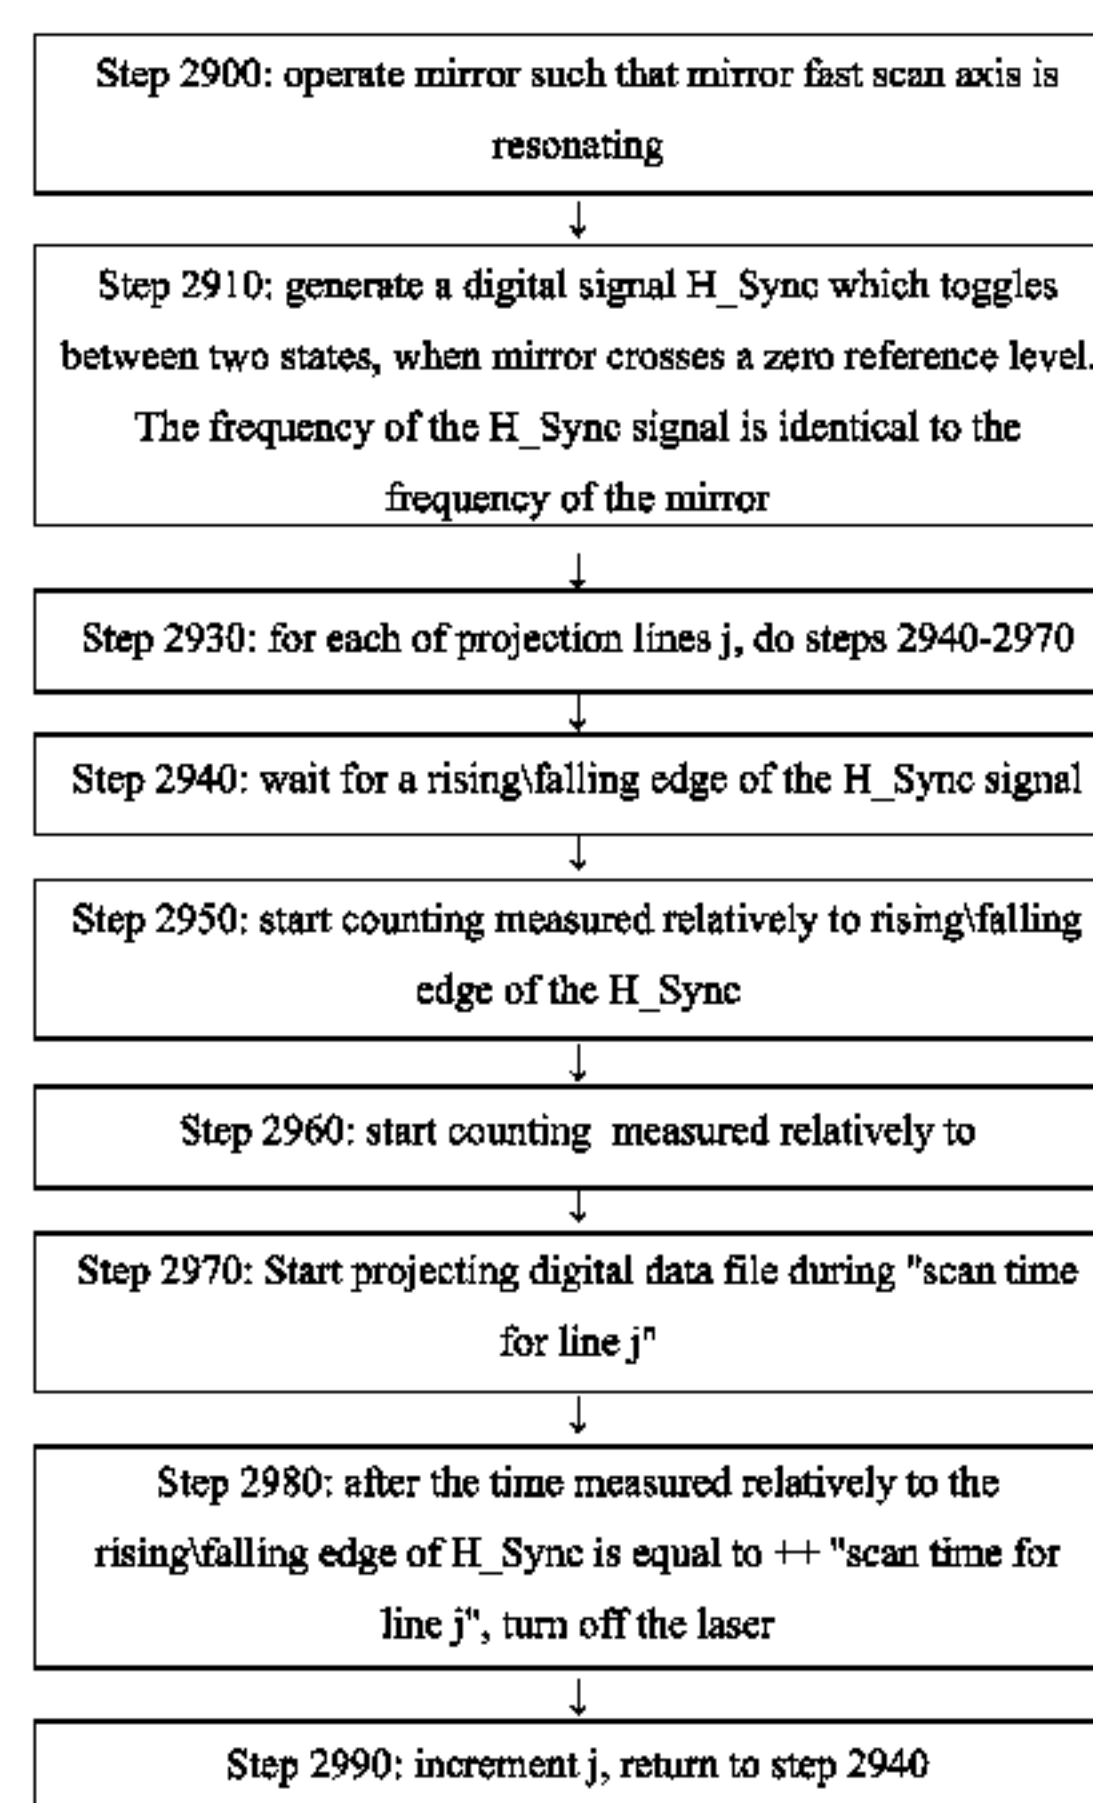 Step 2900: operate mirror such that mirror fast scan axis is
resonating
↓
Step 2910: generate a digital signal H_Sync which toggles
between two states, when mirror crosses a zero reference level.
The frequency of the H_Sync signal is identical to the
frequency of the mirror
↓
Step 2930: for each of projection lines j, do steps 2940-2970
↓
Step 2940: wait for a rising\falling edge of the H_Sync signal
↓
Step 2950: start counting measured relatively to rising\falling
edge of the H_Sync
↓
Step 2960: start counting measured relatively to
↓
Step 2970: Start projecting digital data file during "scan time
for line j"
↓
Step 2980: after the time measured relatively to the
rising\falling edge of H_Sync is equal to ++ "scan time for
line j", turn off the laser
↓
Step 2990: increment j, return to step 2940